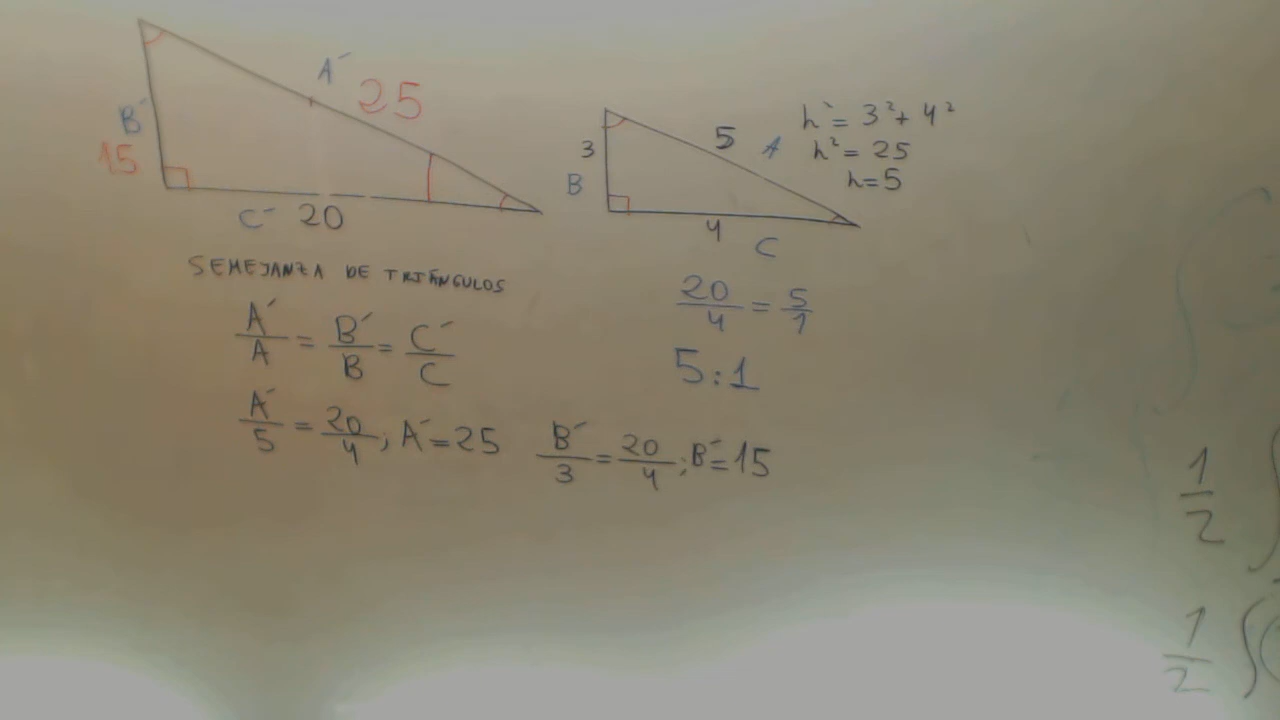 A´
25
B´
15
C´ 20
3
5 A
B
4
C
h² = 3² + 4²
h² = 25
h = 5
SEMEJANZA DE TRIÁNGULOS
A´/A = B´/B = C´/C
20/4 = 5/1
5:1
A´/5 = 20/4; A´=25
B´/3 = 20/4; B´=15
1/2 ∫
1/2 ∫